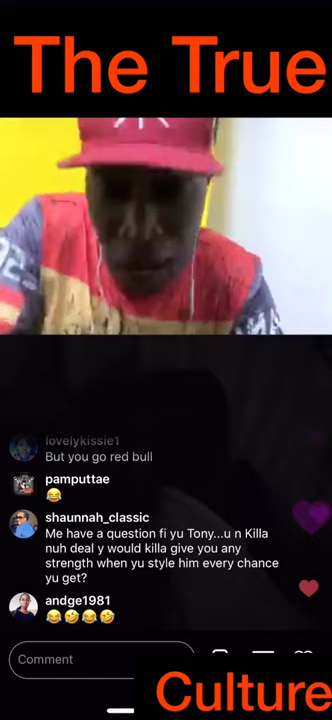 The True
lovelykissie1
But you go red bull
pamputtae
😂
shaunnah_classic
Me have a question fi yu Tony...u n Killa
nuh deal y would killa give you any
strength when yu style him every chance
yu get?
andge1981
😂🤣😂🤣
Comment
Culture